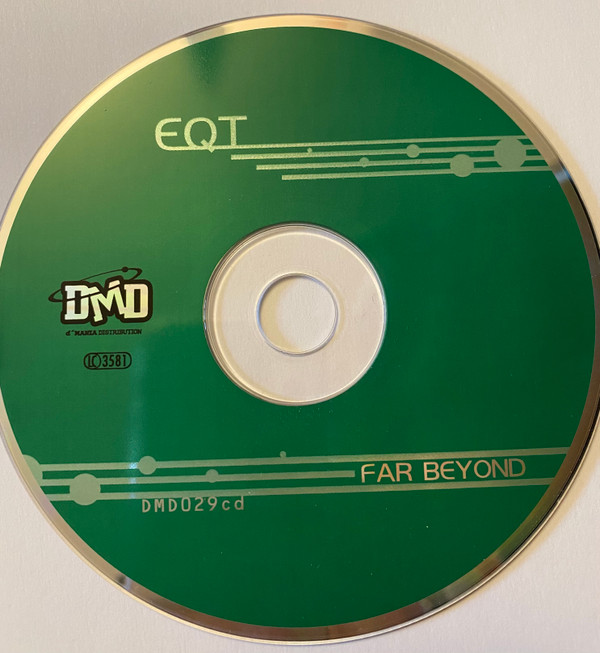 EQT
DMD
d*MANIA DISTRIBUTION
LC 3581
FAR BEYOND
DMD029cd